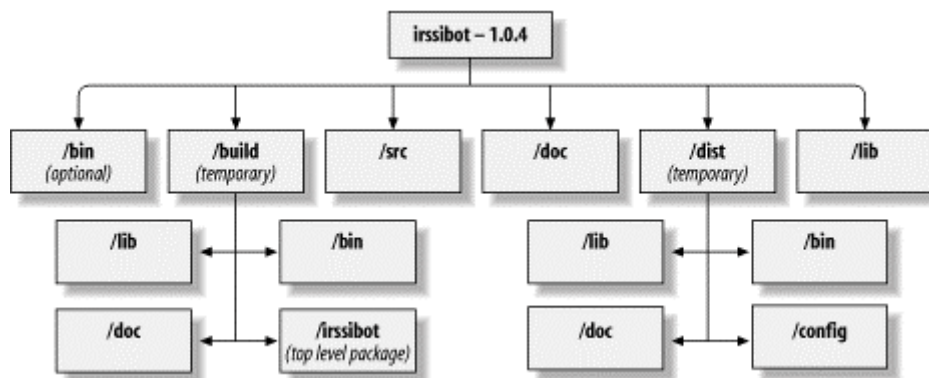 irssibot – 1.0.4
/bin
(optional)
/build
(temporary)
/src
/doc
/dist
(temporary)
/lib
/lib
/bin
/lib
/bin
/doc
/irssibot
(top level package)
/doc
/config